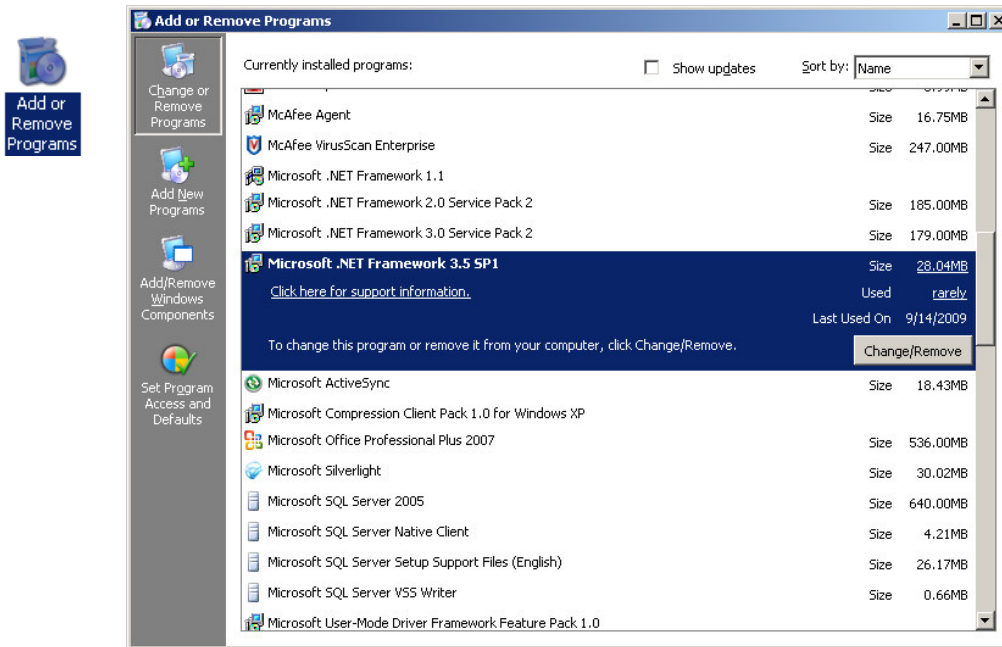 Add or
Remove
Programs
Add or Remove Programs
Change or
Remove
Programs
Add New
Programs
Add/Remove
Windows
Components
Set Program
Access and
Defaults
Currently installed programs:
Show updates
Sort by: Name
McAfee Agent Size 16.75MB
McAfee VirusScan Enterprise Size 247.00MB
Microsoft .NET Framework 1.1
Microsoft .NET Framework 2.0 Service Pack 2 Size 185.00MB
Microsoft .NET Framework 3.0 Service Pack 2 Size 179.00MB
Microsoft .NET Framework 3.5 SP1 Size 28.04MB
Click here for support information. Used rarely
Last Used On 9/14/2009
To change this program or remove it from your computer, click Change/Remove. Change/Remove
Microsoft ActiveSync Size 18.43MB
Microsoft Compression Client Pack 1.0 for Windows XP
Microsoft Office Professional Plus 2007 Size 536.00MB
Microsoft Silverlight Size 30.02MB
Microsoft SQL Server 2005 Size 640.00MB
Microsoft SQL Server Native Client Size 4.21MB
Microsoft SQL Server Setup Support Files (English) Size 26.17MB
Microsoft SQL Server VSS Writer Size 0.66MB
Microsoft User-Mode Driver Framework Feature Pack 1.0